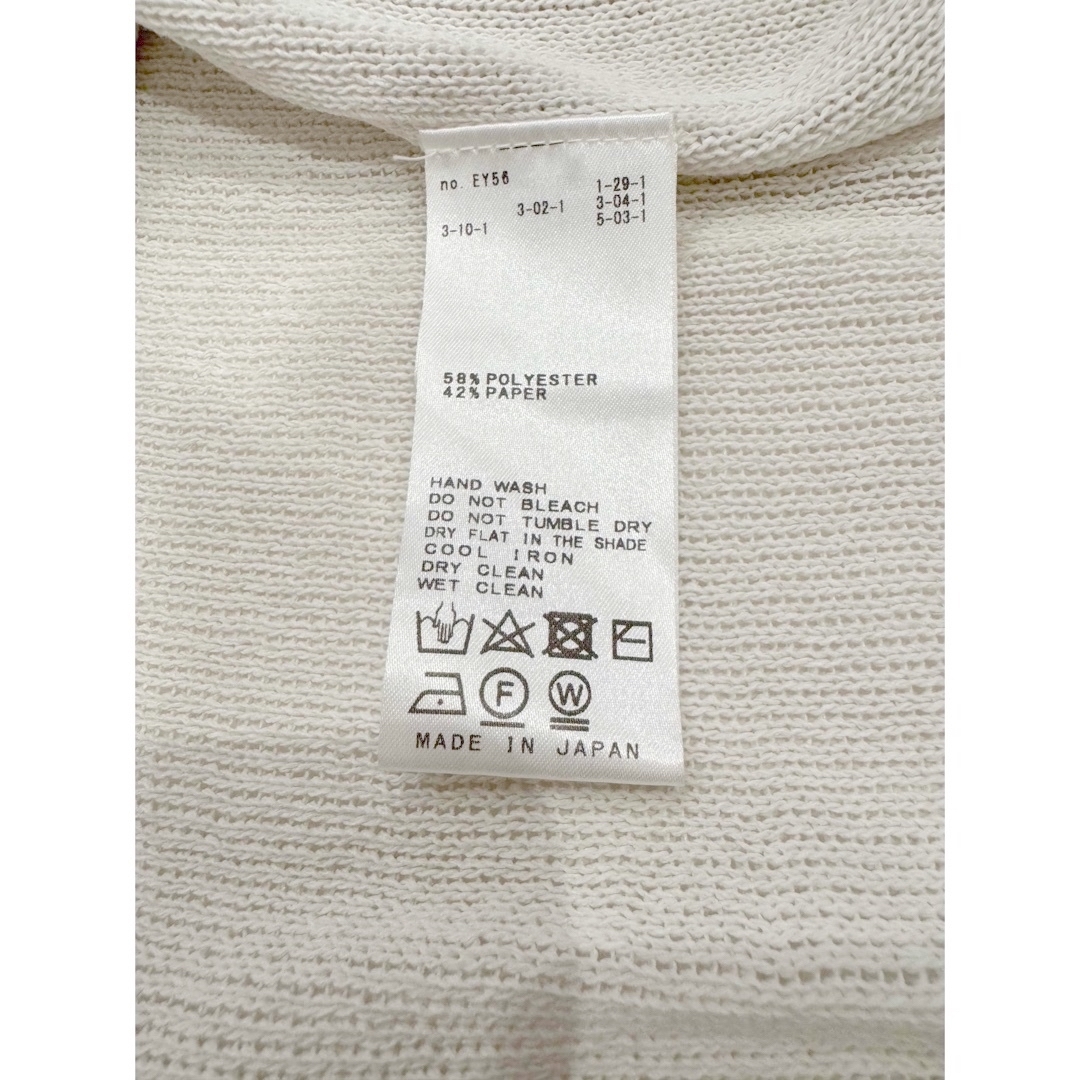 no. EY56 1-29-1
3-02-1 3-04-1
3-10-1 5-03-1
58% POLYESTER
42% PAPER
HAND WASH
DO NOT BLEACH
DO NOT TUMBLE DRY
DRY FLAT IN THE SHADE
COOL IRON
DRY CLEAN
WET CLEAN
F W
MADE IN JAPAN